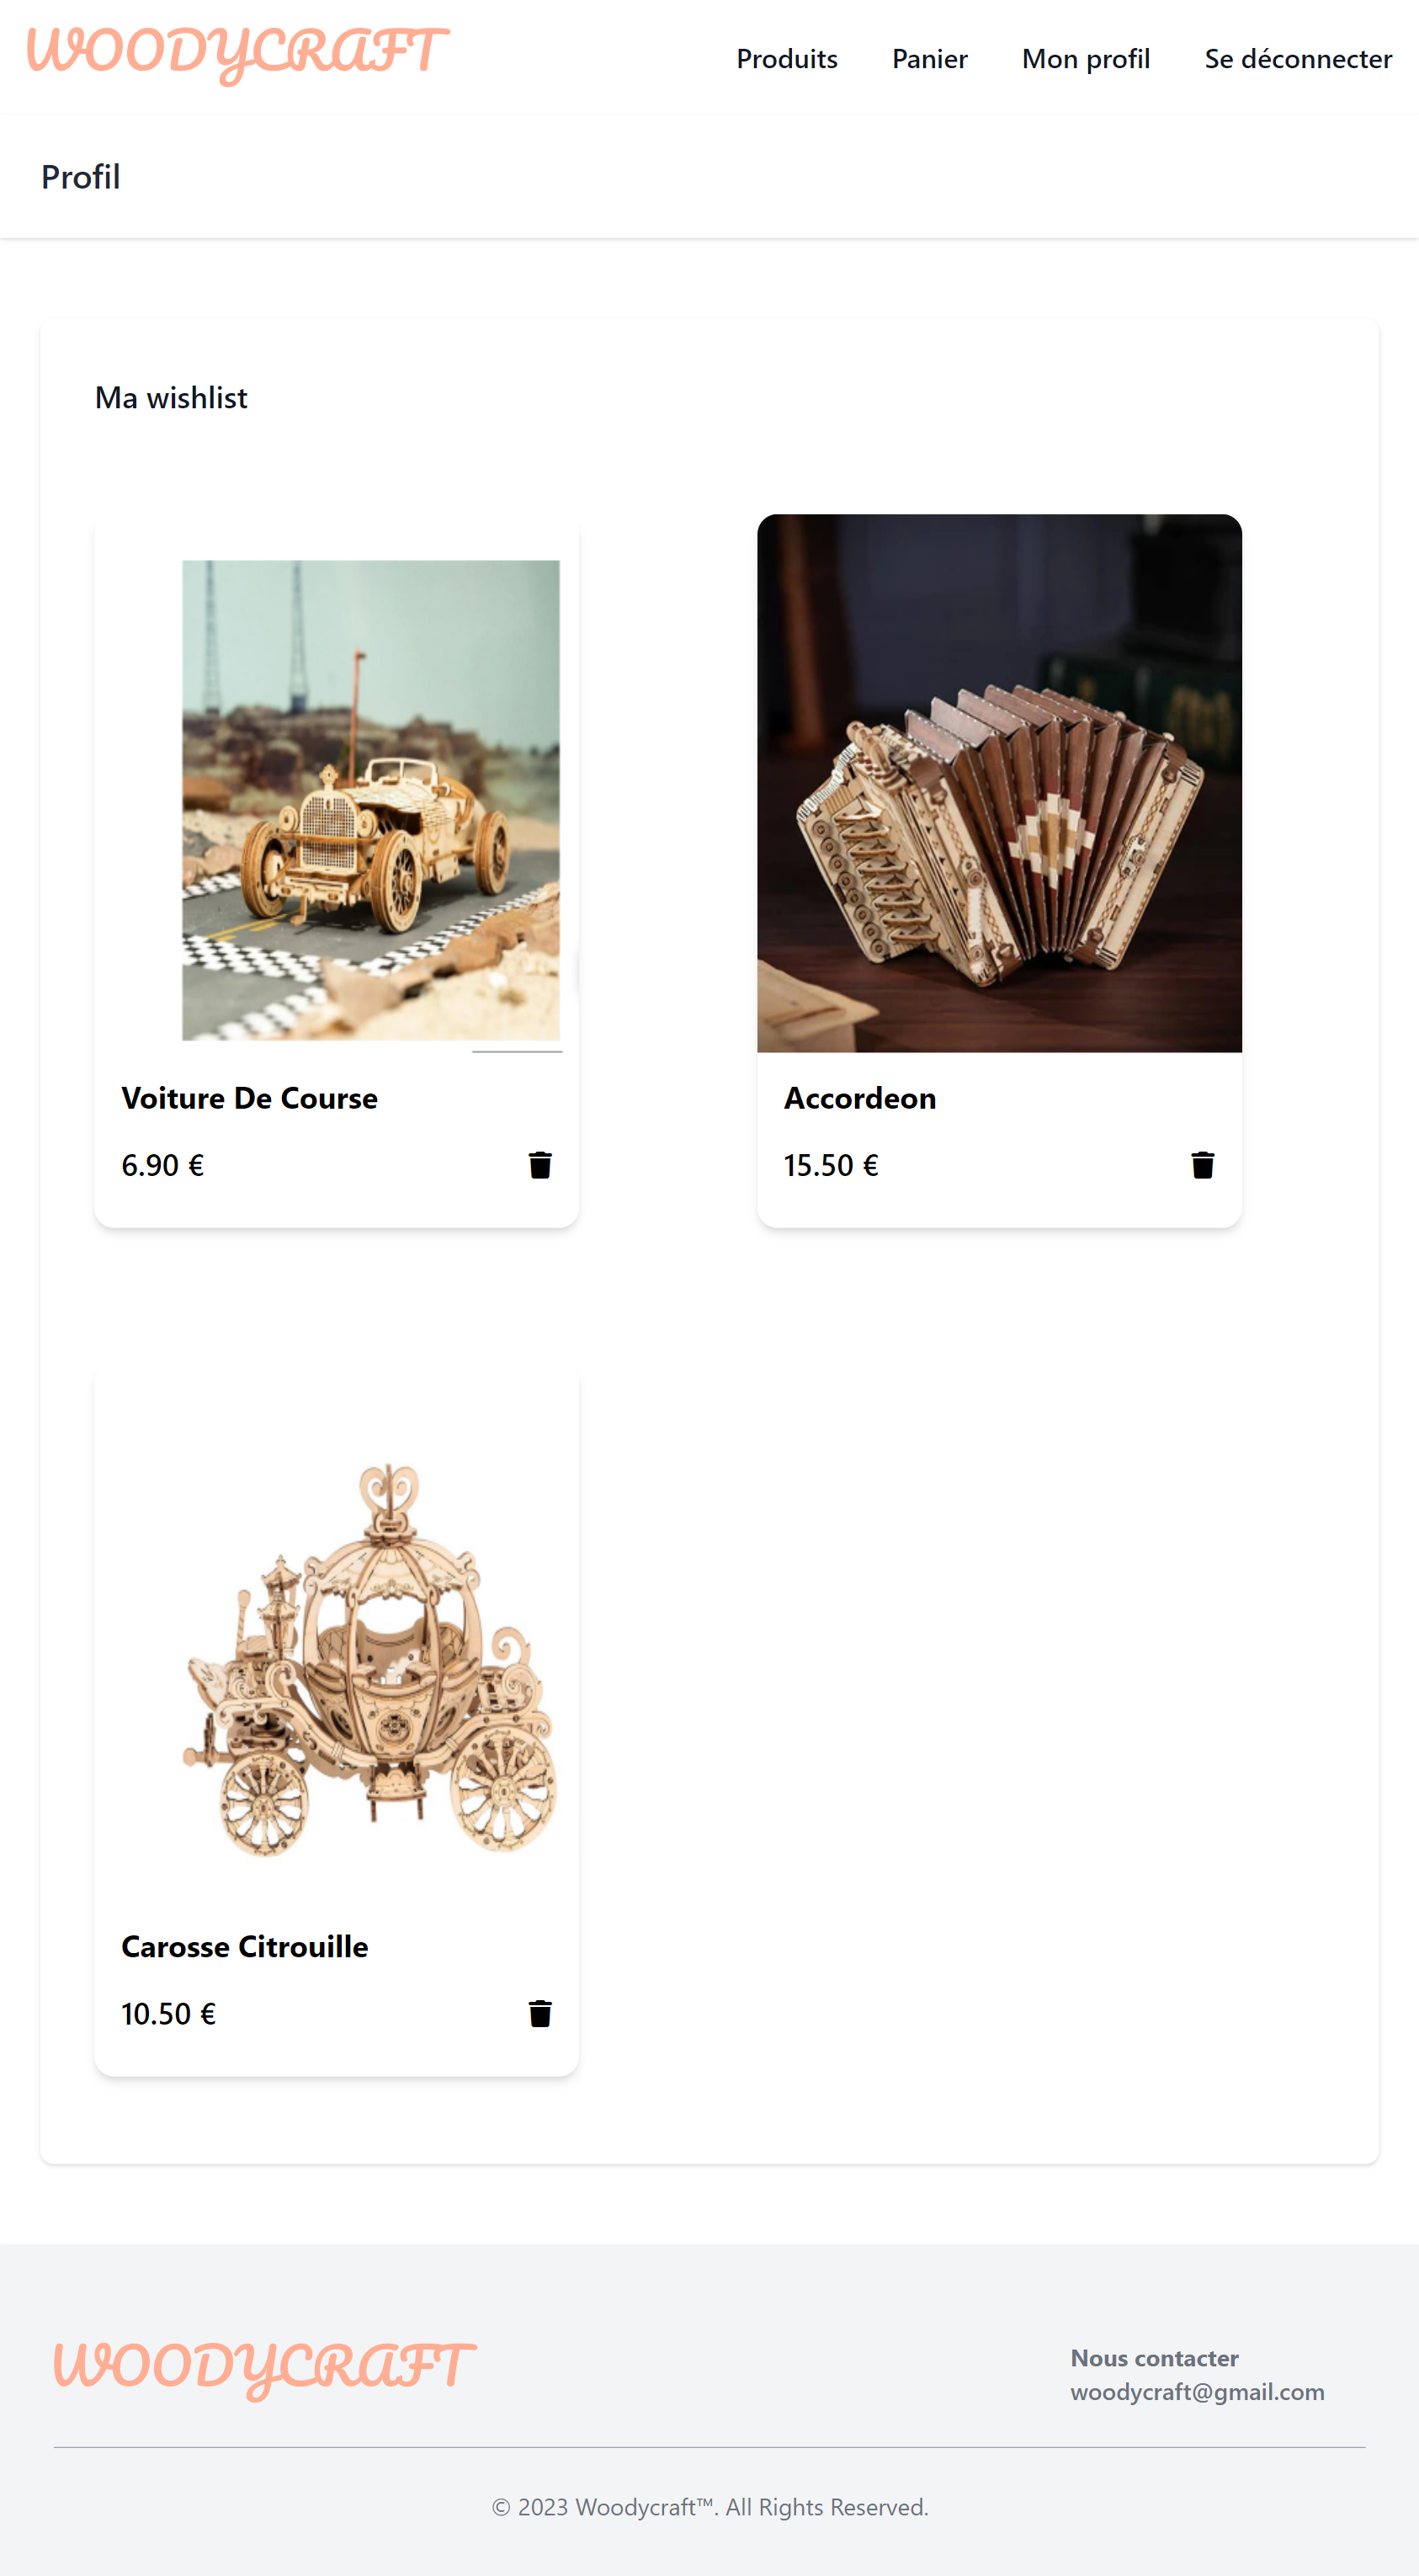 WOODYCRAFT
Produits Panier Mon profil Se déconnecter
Profil
Ma wishlist
Voiture De Course
6.90 €
Accordeon
15.50 €
Carosse Citrouille
10.50 €
WOODYCRAFT
Nous contacter
woodycraft@gmail.com
© 2023 Woodycraft™. All Rights Reserved.